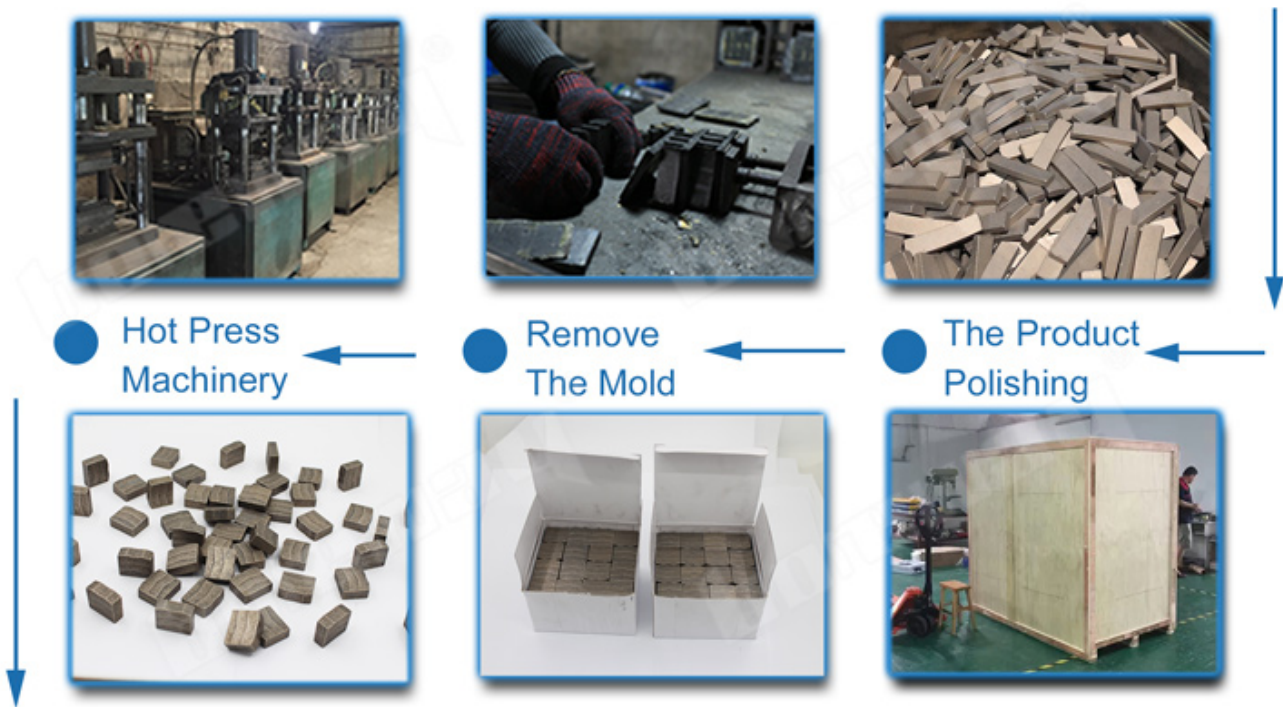 Hot Press
Machinery
Remove
The Mold
The Product
Polishing